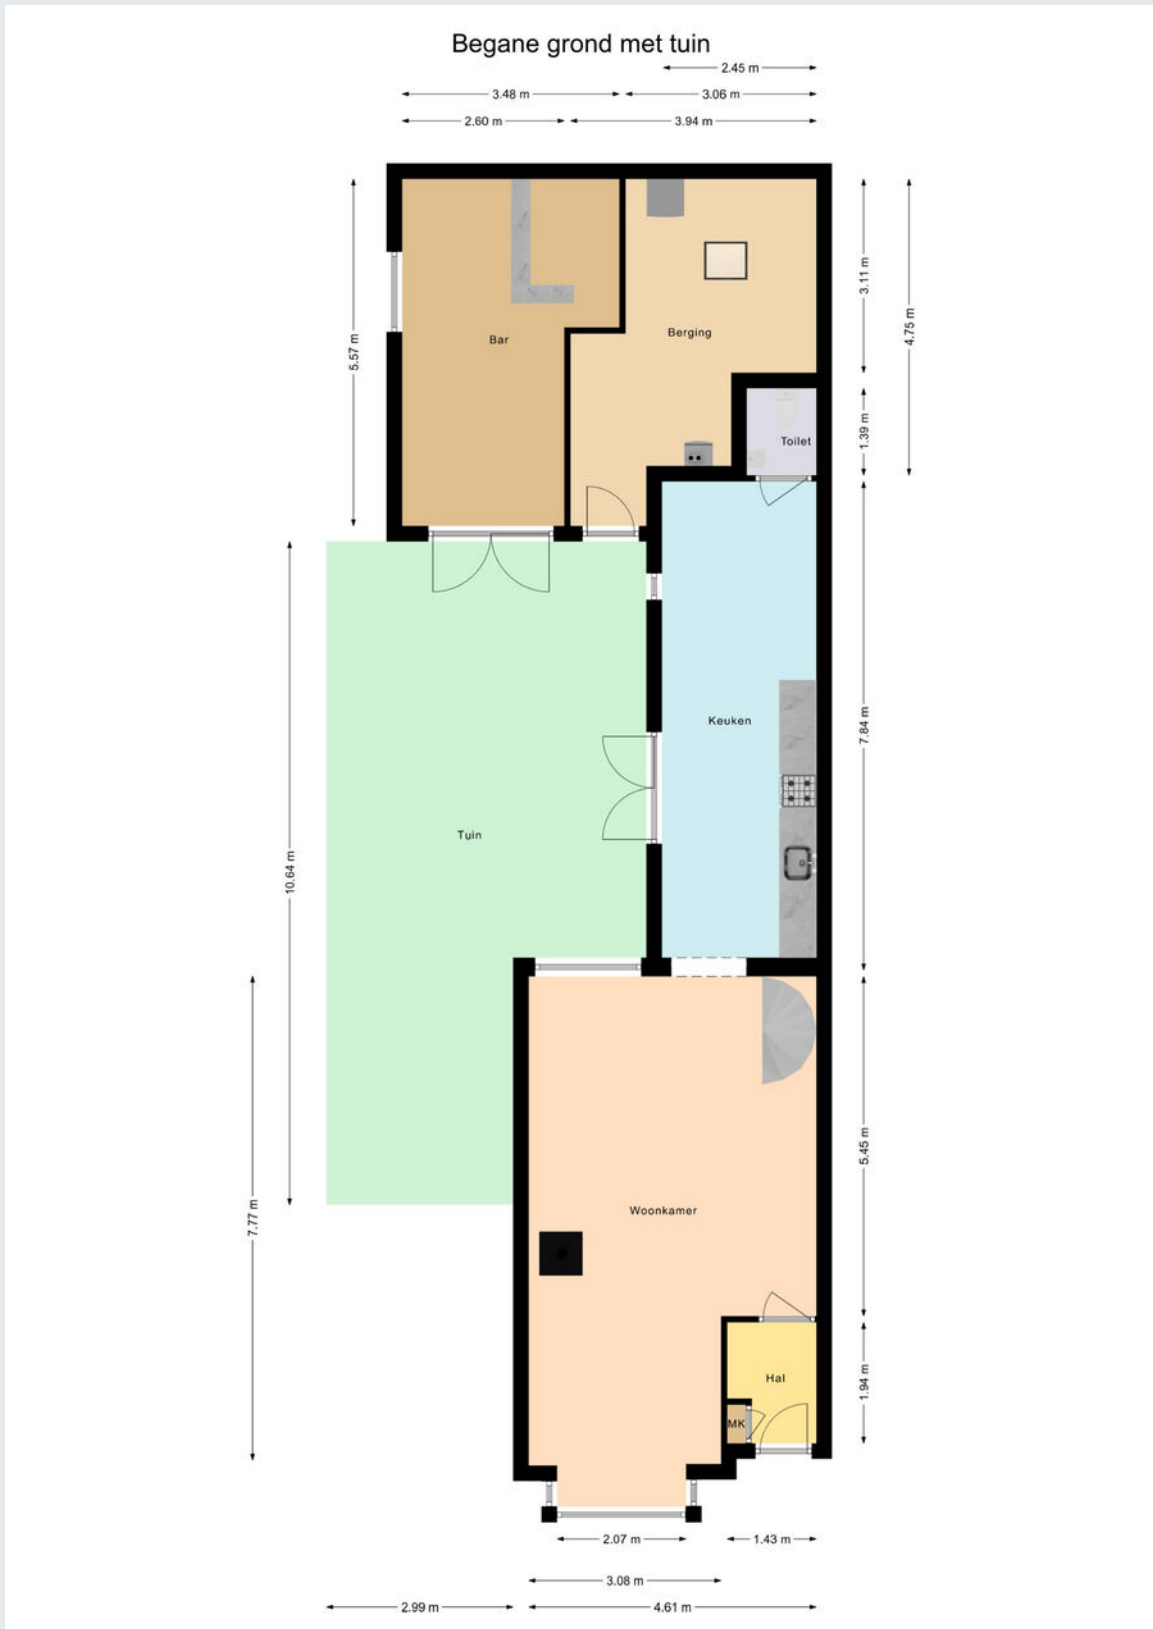 Begane grond met tuin
2.45 m
3.48 m
3.06 m
2.60 m
3.94 m
5.57 m
3.11 m
4.75 m
Bar
Berging
1.39 m
Toilet
Keuken
7.84 m
Tuin
10.64 m
5.45 m
7.77 m
Woonkamer
Hal
1.94 m
MK
2.07 m
1.43 m
3.08 m
2.99 m
4.61 m